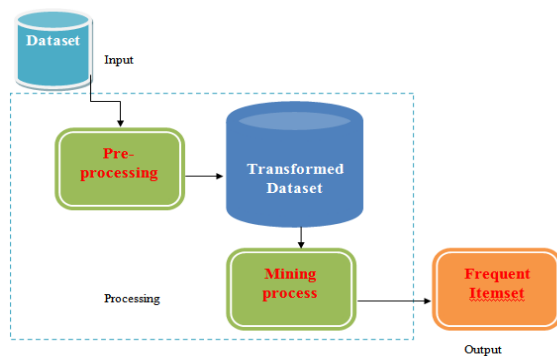 Dataset
Input
Pre-
processing
Transformed
Dataset
Mining
process
Frequent
Itemset
Processing
Output